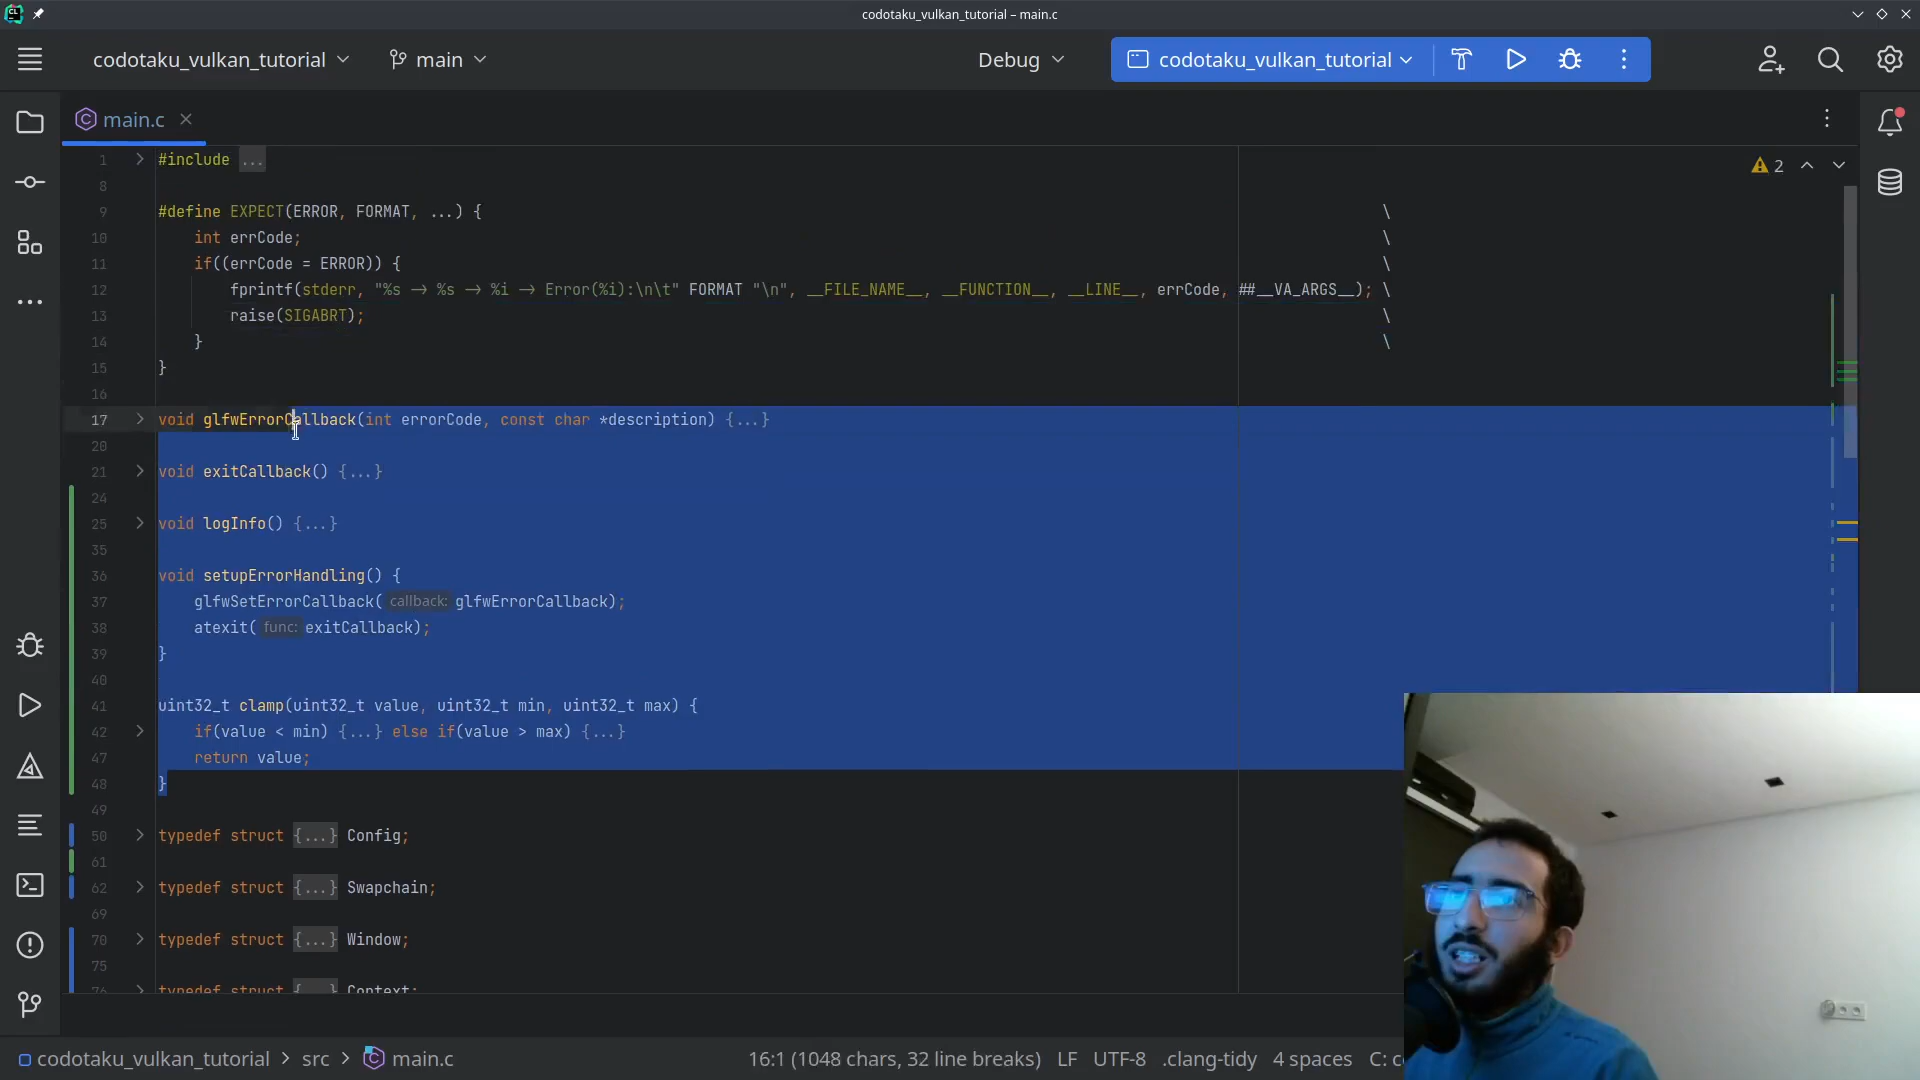 codotaku_vulkan_tutorial – main.c
codotaku_vulkan_tutorial
main
Debug
codotaku_vulkan_tutorial
main.c
2
1 #include ...
8
9 #define EXPECT(ERROR, FORMAT, ...) { \
10 int errCode; \
11 if((errCode = ERROR)) { \
12 fprintf(stderr, "%s → %s → %i → Error(%i):\n\t" FORMAT "\n", __FILE_NAME__, __FUNCTION__, __LINE__, errCode, ##__VA_ARGS__); \
13 raise(SIGABRT); \
14 } \
15 }
16
17 void glfwErrorCallback(int errorCode, const char *description) {...}
20
21 void exitCallback() {...}
24
25 void logInfo() {...}
35
36 void setupErrorHandling() {
37 glfwSetErrorCallback( callback: glfwErrorCallback);
38 atexit( func: exitCallback);
39 }
40
41 uint32_t clamp(uint32_t value, uint32_t min, uint32_t max) {
42 if(value < min) {...} else if(value > max) {...}
47 return value;
48 }
49
50 typedef struct {...} Config;
61
62 typedef struct {...} Swapchain;
69
70 typedef struct {...} Window;
75
76 typedef struct {...} Context;
codotaku_vulkan_tutorial > src > main.c
16:1 (1048 chars, 32 line breaks) LF UTF-8 .clang-tidy 4 spaces